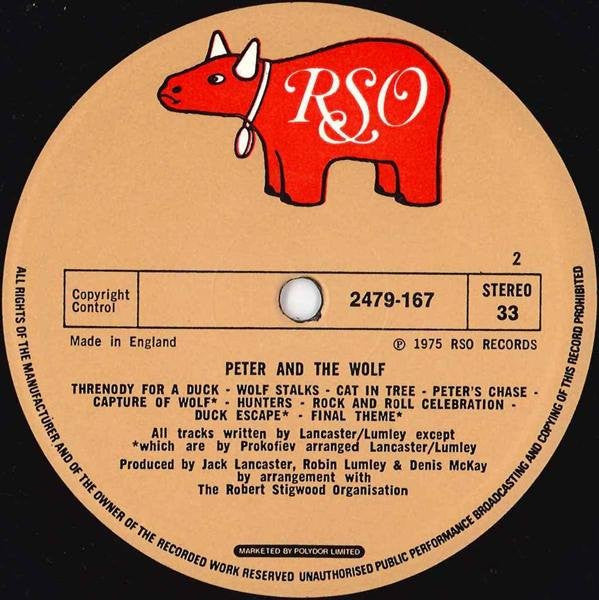 RSO
2
Copyright
Control
2479-167
STEREO
33
Made in England
℗ 1975 RSO RECORDS
PETER AND THE WOLF
THRENODY FOR A DUCK - WOLF STALKS - CAT IN TREE - PETER'S CHASE -
CAPTURE OF WOLF* - HUNTERS - ROCK AND ROLL CELEBRATION -
DUCK ESCAPE* - FINAL THEME*
All tracks written by Lancaster/Lumley except
*which are by Prokofiev arranged Lancaster/Lumley
Produced by Jack Lancaster, Robin Lumley & Denis McKay
by arrangement with
The Robert Stigwood Organisation
MARKETED BY POLYDOR LIMITED
ALL RIGHTS OF THE MANUFACTURER AND OF THE OWNER OF THE RECORDED WORK RESERVED UNAUTHORISED PUBLIC PERFORMANCE BROADCASTING AND COPYING OF THIS RECORD PROHIBITED